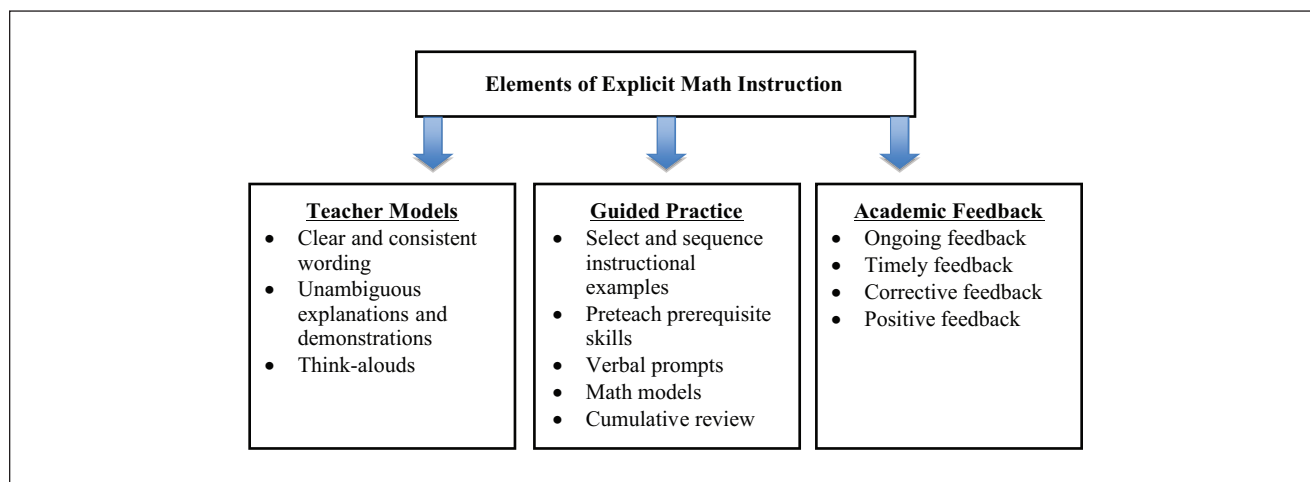 Elements of Explicit Math Instruction
Teacher Models
• Clear and consistent
wording
• Unambiguous
explanations and
demonstrations
• Think-alouds
Guided Practice
• Select and sequence
instructional
examples
• Preteach prerequisite
skills
• Verbal prompts
• Math models
• Cumulative review
Academic Feedback
• Ongoing feedback
• Timely feedback
• Corrective feedback
• Positive feedback